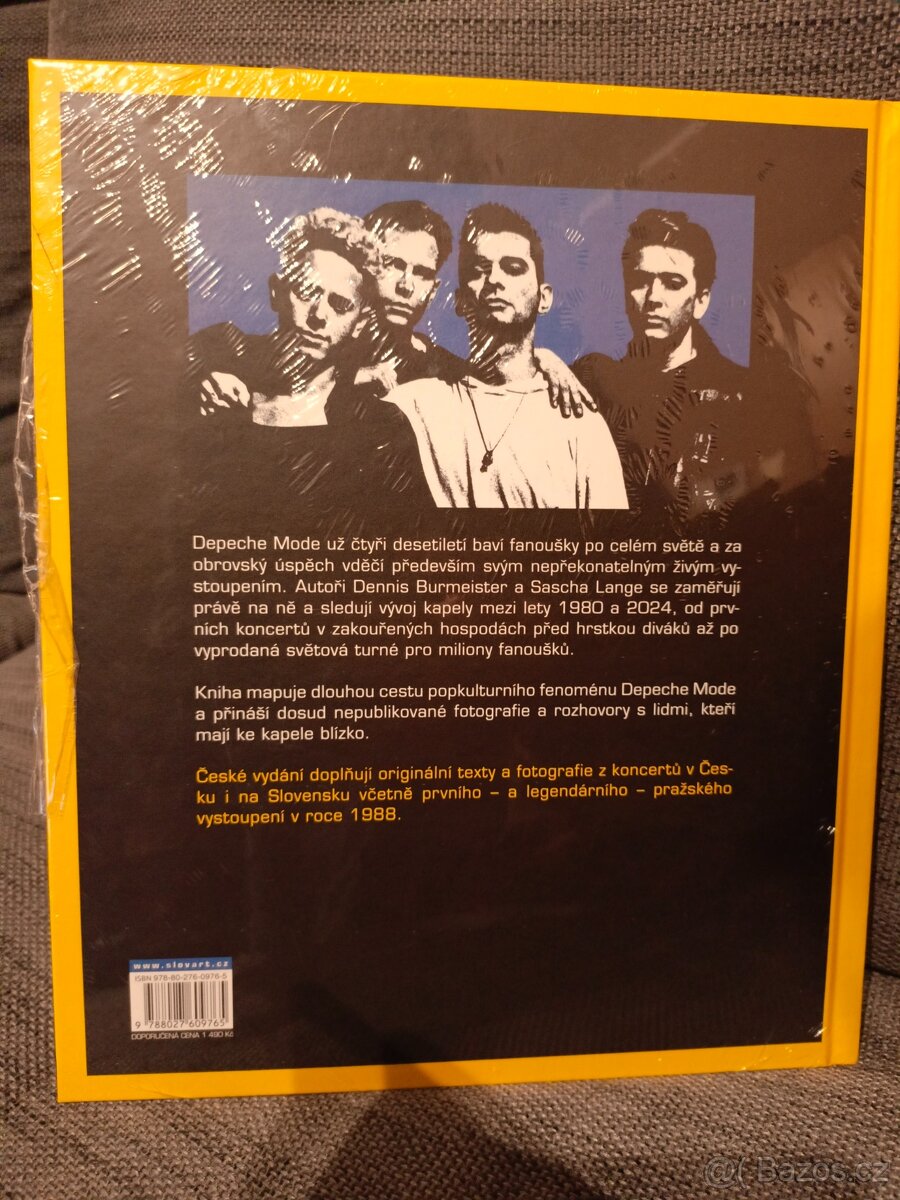 Depeche Mode už čtyři desetiletí baví fanoušky po celém světě a za
obrovský úspěch vděčí především svým nepřekonatelným živým vy-
stoupením. Autoři Dennis Burmeister a Sascha Lange se zaměřují
právě na ně a sledují vývoj kapely mezi lety 1980 a 2024, od prv-
ních koncertů v zakouřených hospodách před hrstkou diváků až po
vyprodaná světová turné pro miliony fanoušků.
Kniha mapuje dlouhou cestu popkulturního fenoménu Depeche Mode
a přináší dosud nepublikované fotografie a rozhovory s lidmi, kteří
mají ke kapele blízko.
České vydání doplňují originální texty a fotografie z koncertů v Čes-
ku i na Slovensku včetně prvního – a legendárního – pražského
vystoupení v roce 1988.
www.slovart.cz
ISBN 978-80-276-0976-5
9 788027 609765
DOPORUČENÁ CENA 1 490 Kč
@( Bazos.cz